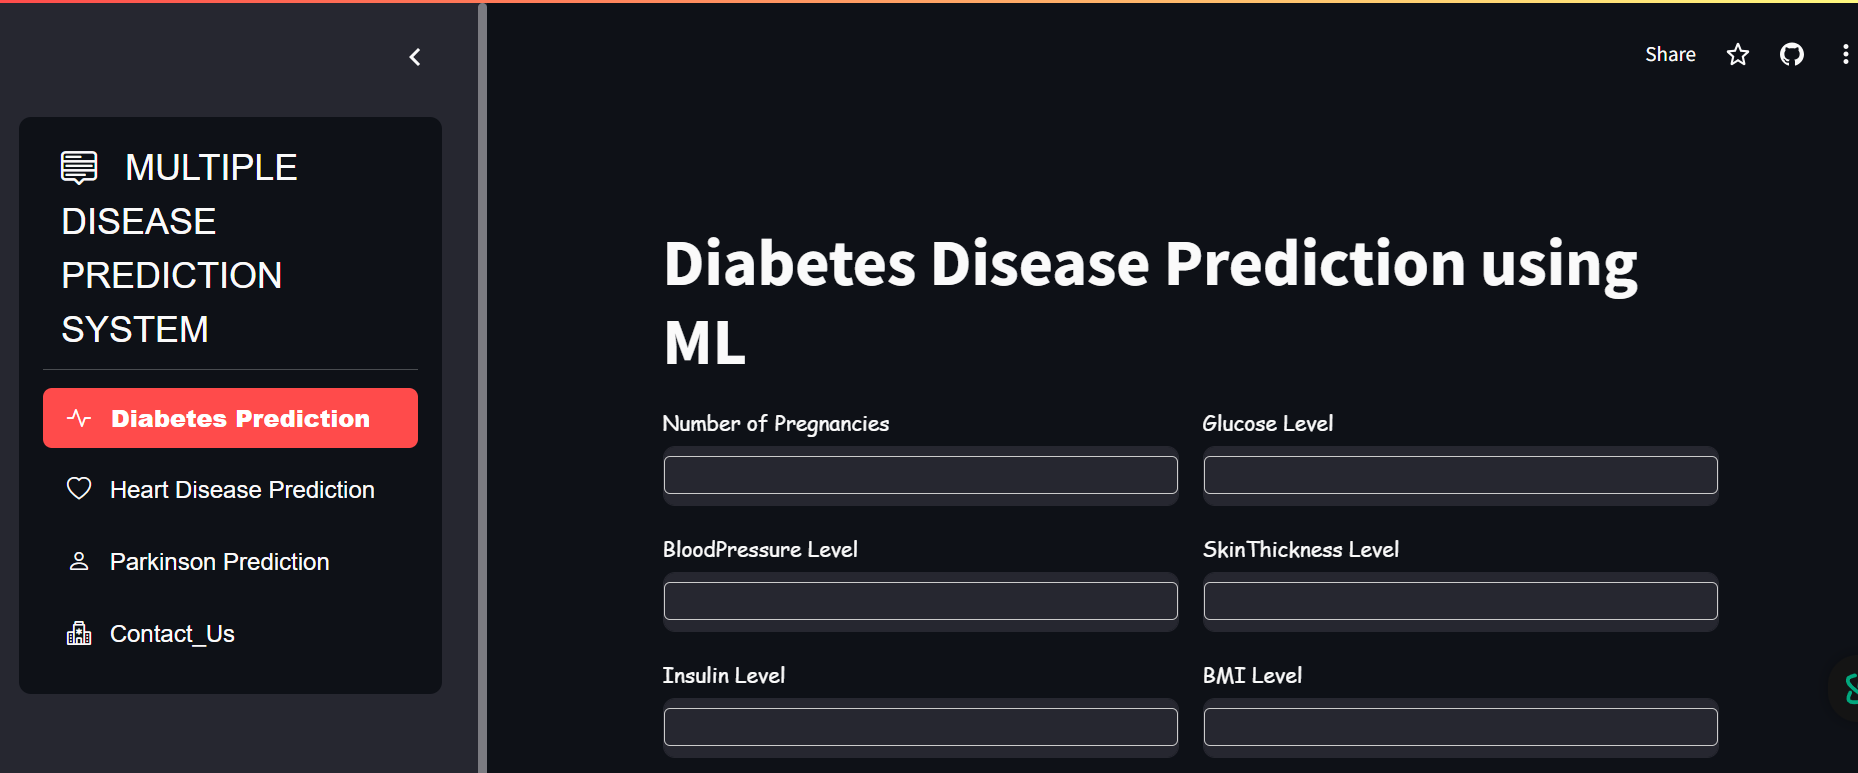 Share
MULTIPLE
DISEASE
PREDICTION
SYSTEM
Diabetes Prediction
Heart Disease Prediction
Parkinson Prediction
Contact_Us
Diabetes Disease Prediction using
ML
Number of Pregnancies
Glucose Level
BloodPressure Level
SkinThickness Level
Insulin Level
BMI Level